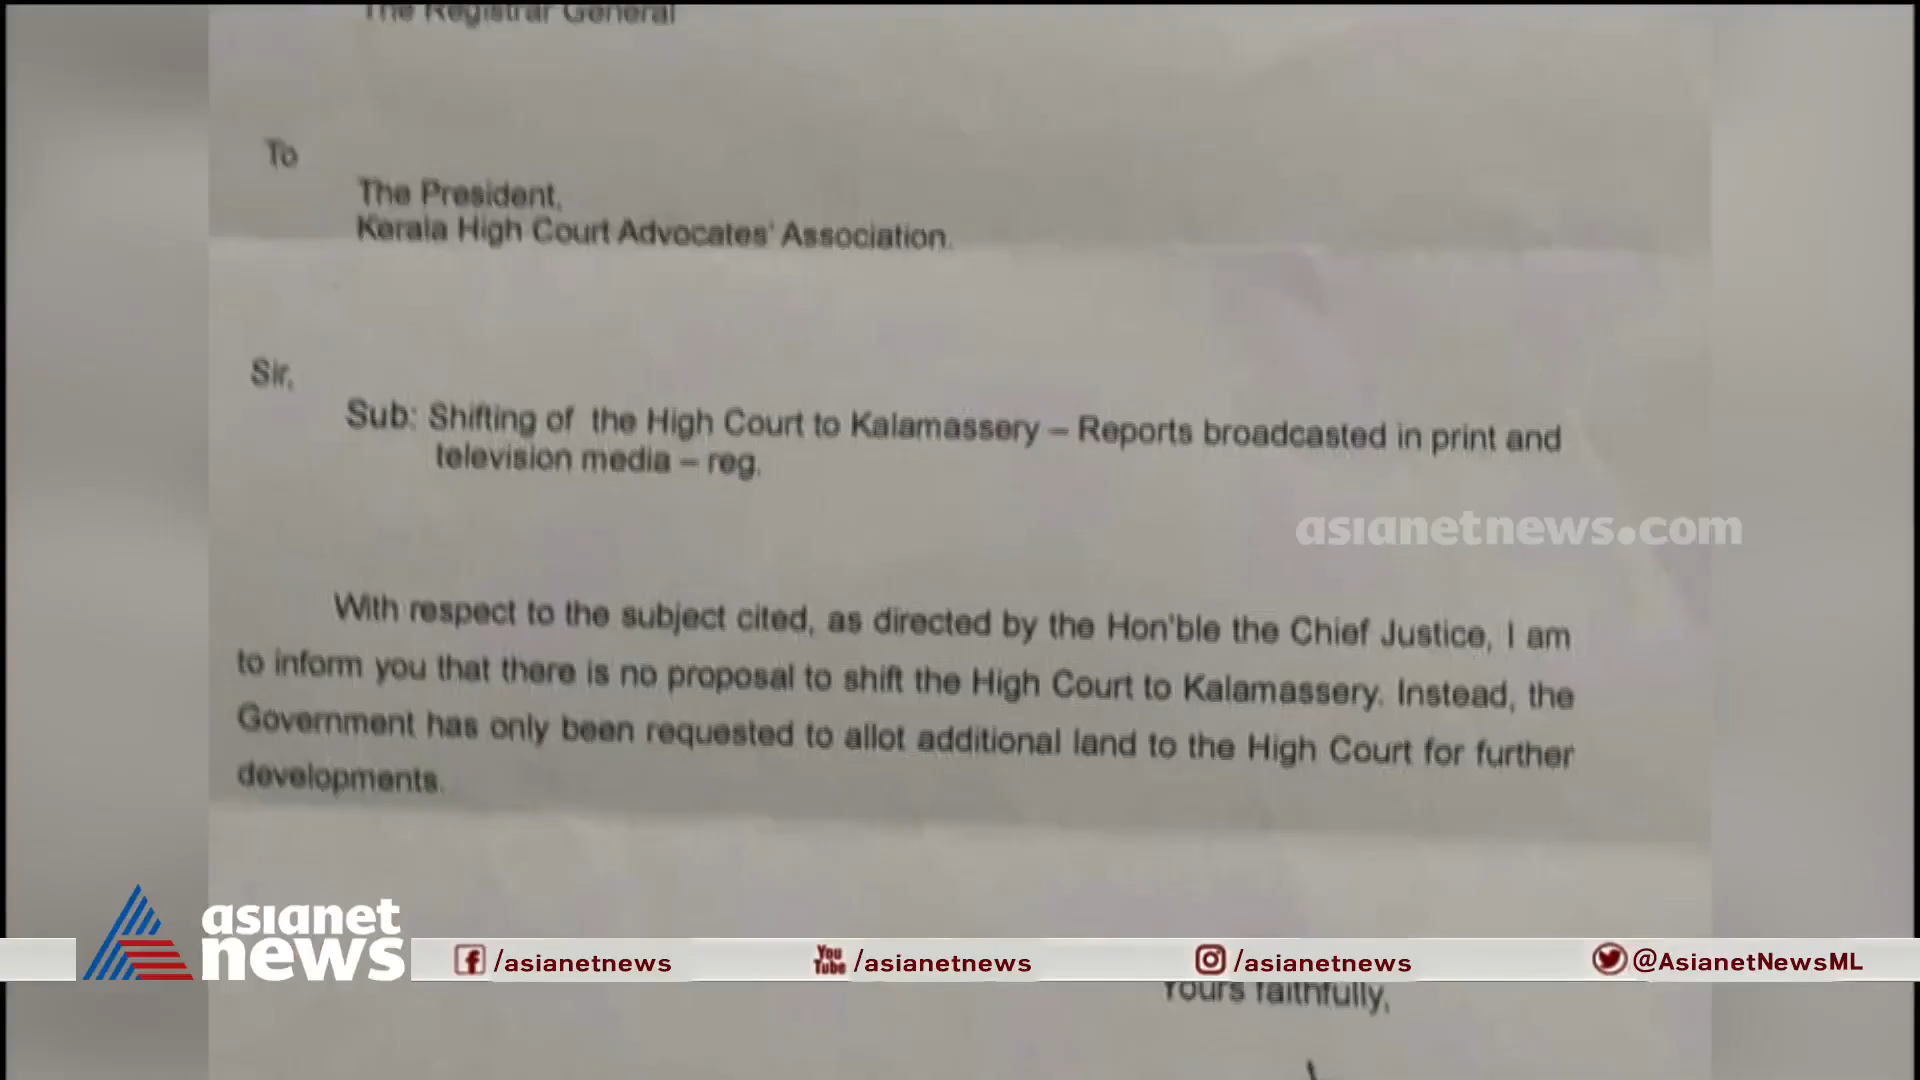 The Registrar General
To
The President,
Kerala High Court Advocates' Association.
Sir,
Sub: Shifting of the High Court to Kalamassery – Reports broadcasted in print and
television media – reg.
asianetnews.com
With respect to the subject cited, as directed by the Hon'ble the Chief Justice, I am
to inform you that there is no proposal to shift the High Court to Kalamassery. Instead, the
Government has only been requested to allot additional land to the High Court for further
developments.
asianet
news
/asianetnews
You
Tube
/asianetnews
/asianetnews
@AsianetNewsML
Yours faithfully,